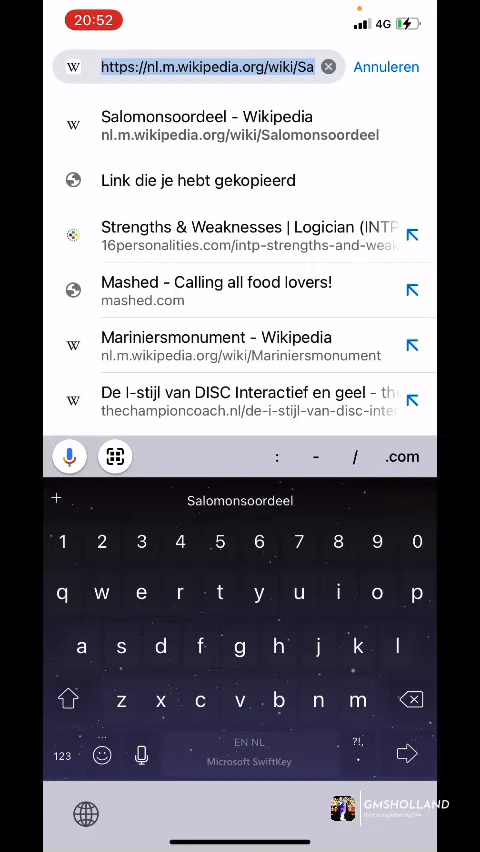 20:52
4G
W https://nl.m.wikipedia.org/wiki/Sa Annuleren
W Salomonsoordeel - Wikipedia
nl.m.wikipedia.org/wiki/Salomonsoordeel
Link die je hebt gekopieerd
Strengths & Weaknesses | Logician (INTP
16personalities.com/intp-strengths-and-weak
Mashed - Calling all food lovers!
mashed.com
W Mariniersmonument - Wikipedia
nl.m.wikipedia.org/wiki/Mariniersmonument
W De I-stijl van DISC Interactief en geel - the
thechampioncoach.nl/de-i-stijl-van-disc-inter
: - / .com
+ Salomonsoordeel
1 2 3 4 5 6 7 8 9 0
q w e r t y u i o p
a s d f g h j k l
z x c v b n m
123 EN NL ?!, .
Microsoft SwiftKey
GMSHOLLAND